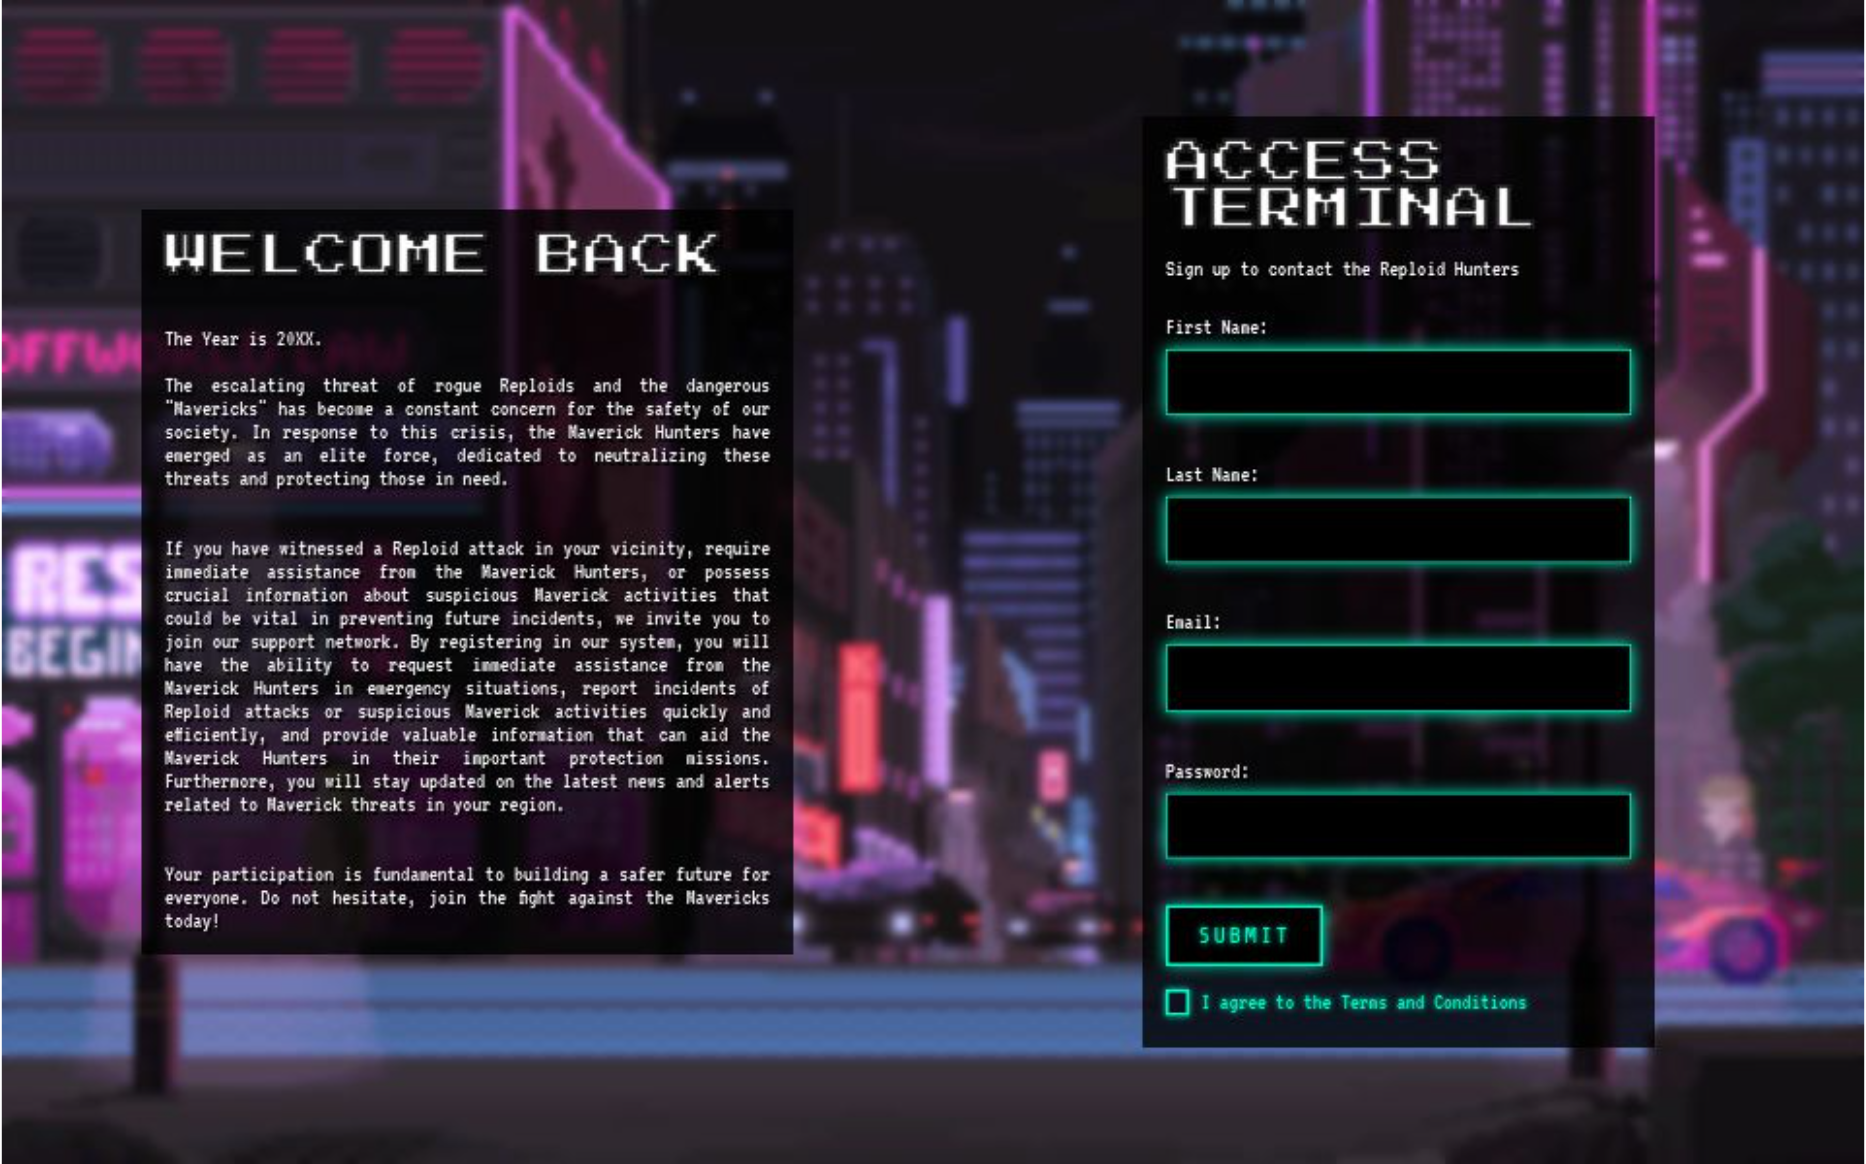 WELCOME BACK
The Year is 20XX.
The escalating threat of rogue Reploids and the dangerous
"Mavericks" has become a constant concern for the safety of our
society. In response to this crisis, the Maverick Hunters have
emerged as an elite force, dedicated to neutralizing these
threats and protecting those in need.
If you have witnessed a Reploid attack in your vicinity, require
immediate assistance from the Maverick Hunters, or possess
crucial information about suspicious Maverick activities that
could be vital in preventing future incidents, we invite you to
join our support network. By registering in our system, you will
have the ability to request immediate assistance from the
Maverick Hunters in emergency situations, report incidents of
Reploid attacks or suspicious Maverick activities quickly and
efficiently, and provide valuable information that can aid the
Maverick Hunters in their important protection missions.
Furthermore, you will stay updated on the latest news and alerts
related to Maverick threats in your region.
Your participation is fundamental to building a safer future for
everyone. Do not hesitate, join the fight against the Mavericks
today!
ACCESS
TERMINAL
Sign up to contact the Reploid Hunters
First Name:
Last Name:
Email:
Password:
SUBMIT
I agree to the Terms and Conditions